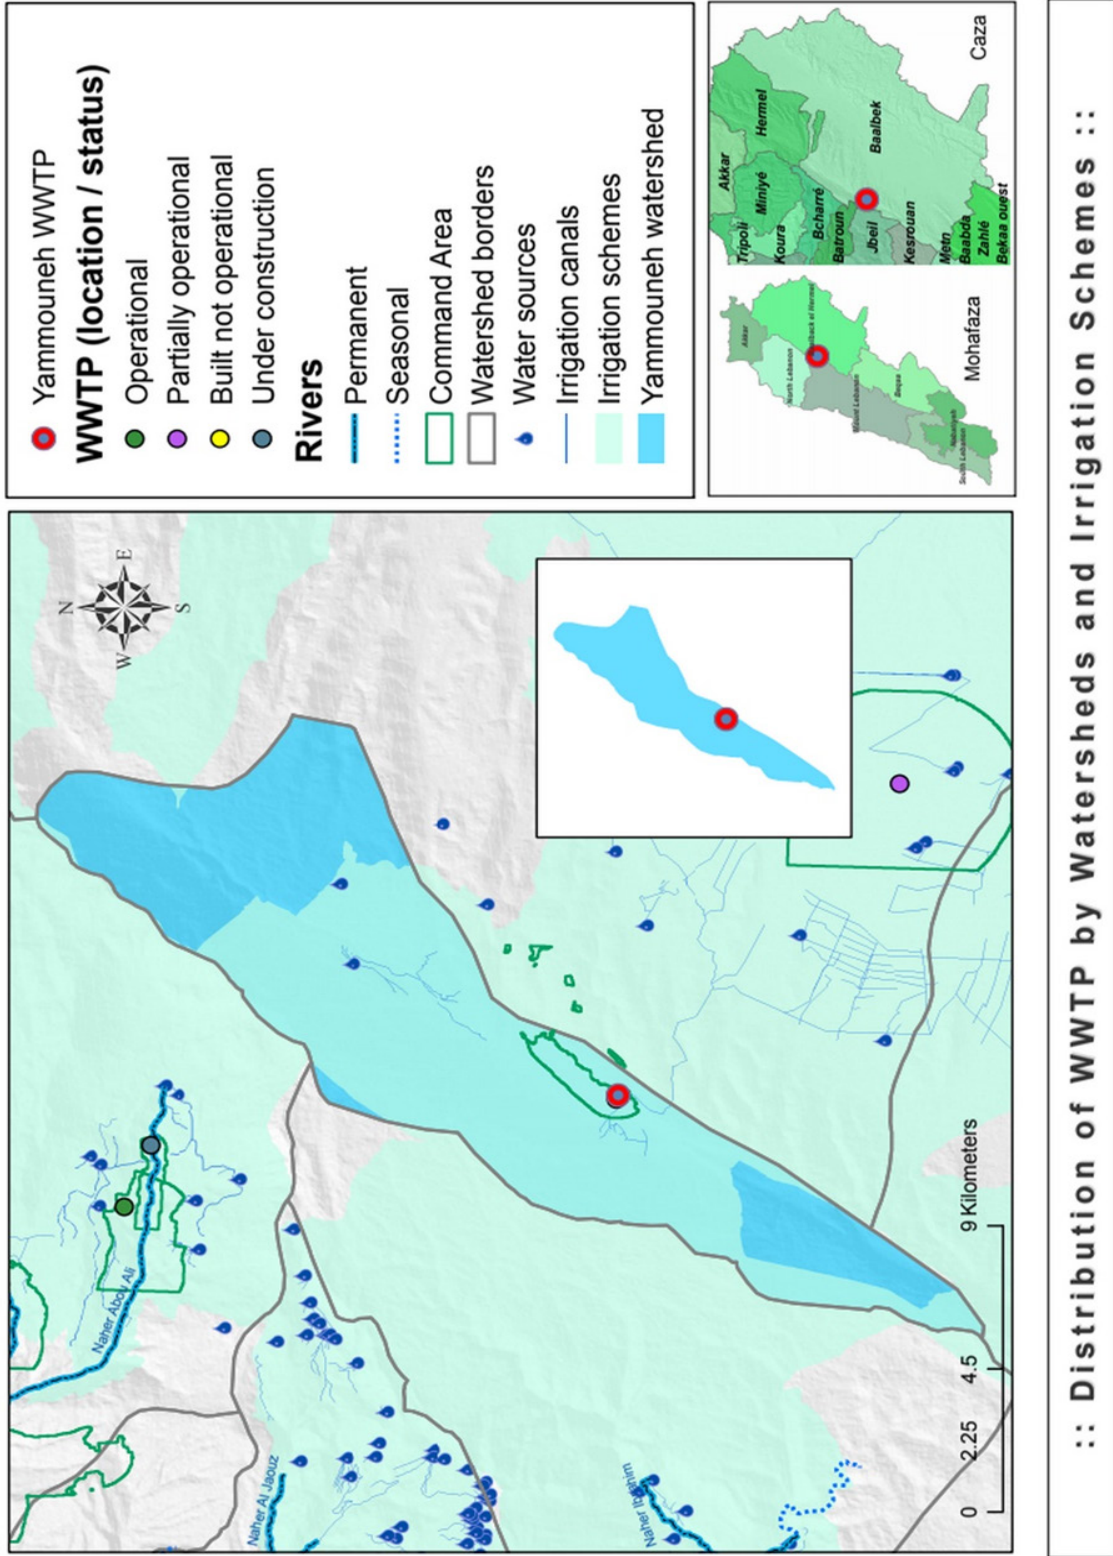 N
W
E
S
Naher Abou Ali
Naher Al Jaouz
Naher Ibrahim
0 2.25 4.5 9 Kilometers
Yammouneh WWTP
WWTP (location / status)
Operational
Partially operational
Built not operational
Under construction
Rivers
Permanent
Seasonal
Command Area
Watershed borders
Water sources
Irrigation canals
Irrigation schemes
Yammouneh watershed
Akkar
North Lebanon
Baalbeck el Hermel
Mount Lebanon
Beqaa
Nabatiyeh
South Lebanon
Mohafaza
Akkar
Hermel
Tripoli
Miniyé
Koura
Bcharré
Batroun
Baalbek
Jbeil
Kesrouan
Metn
Baabda
Zahlé
Bekaa ouest
Caza
:: Distribution of WWTP by Watersheds and Irrigation Schemes ::